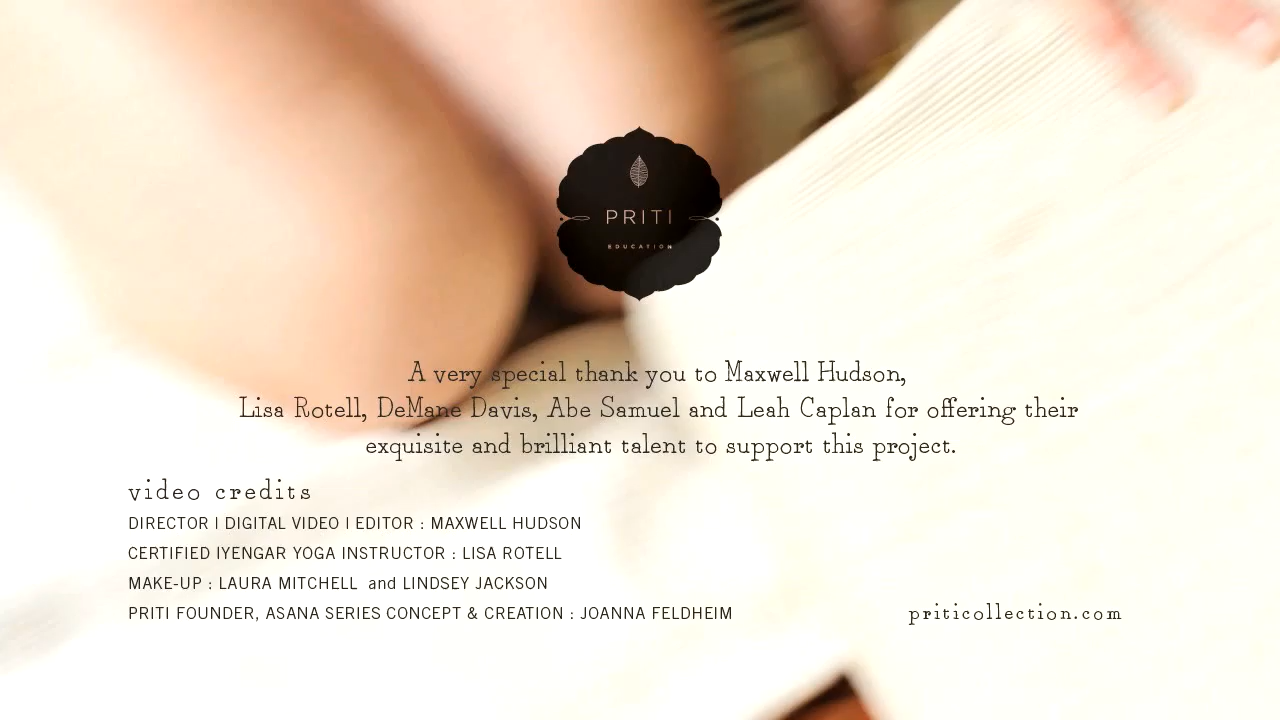 PRITI
EDUCATION
A very special thank you to Maxwell Hudson,
Lisa Rotell, DeMane Davis, Abe Samuel and Leah Caplan for offering their
exquisite and brilliant talent to support this project.
video credits
DIRECTOR | DIGITAL VIDEO | EDITOR : MAXWELL HUDSON
CERTIFIED IYENGAR YOGA INSTRUCTOR : LISA ROTELL
MAKE-UP : LAURA MITCHELL and LINDSEY JACKSON
PRITI FOUNDER, ASANA SERIES CONCEPT & CREATION : JOANNA FELDHEIM
priticollection.com